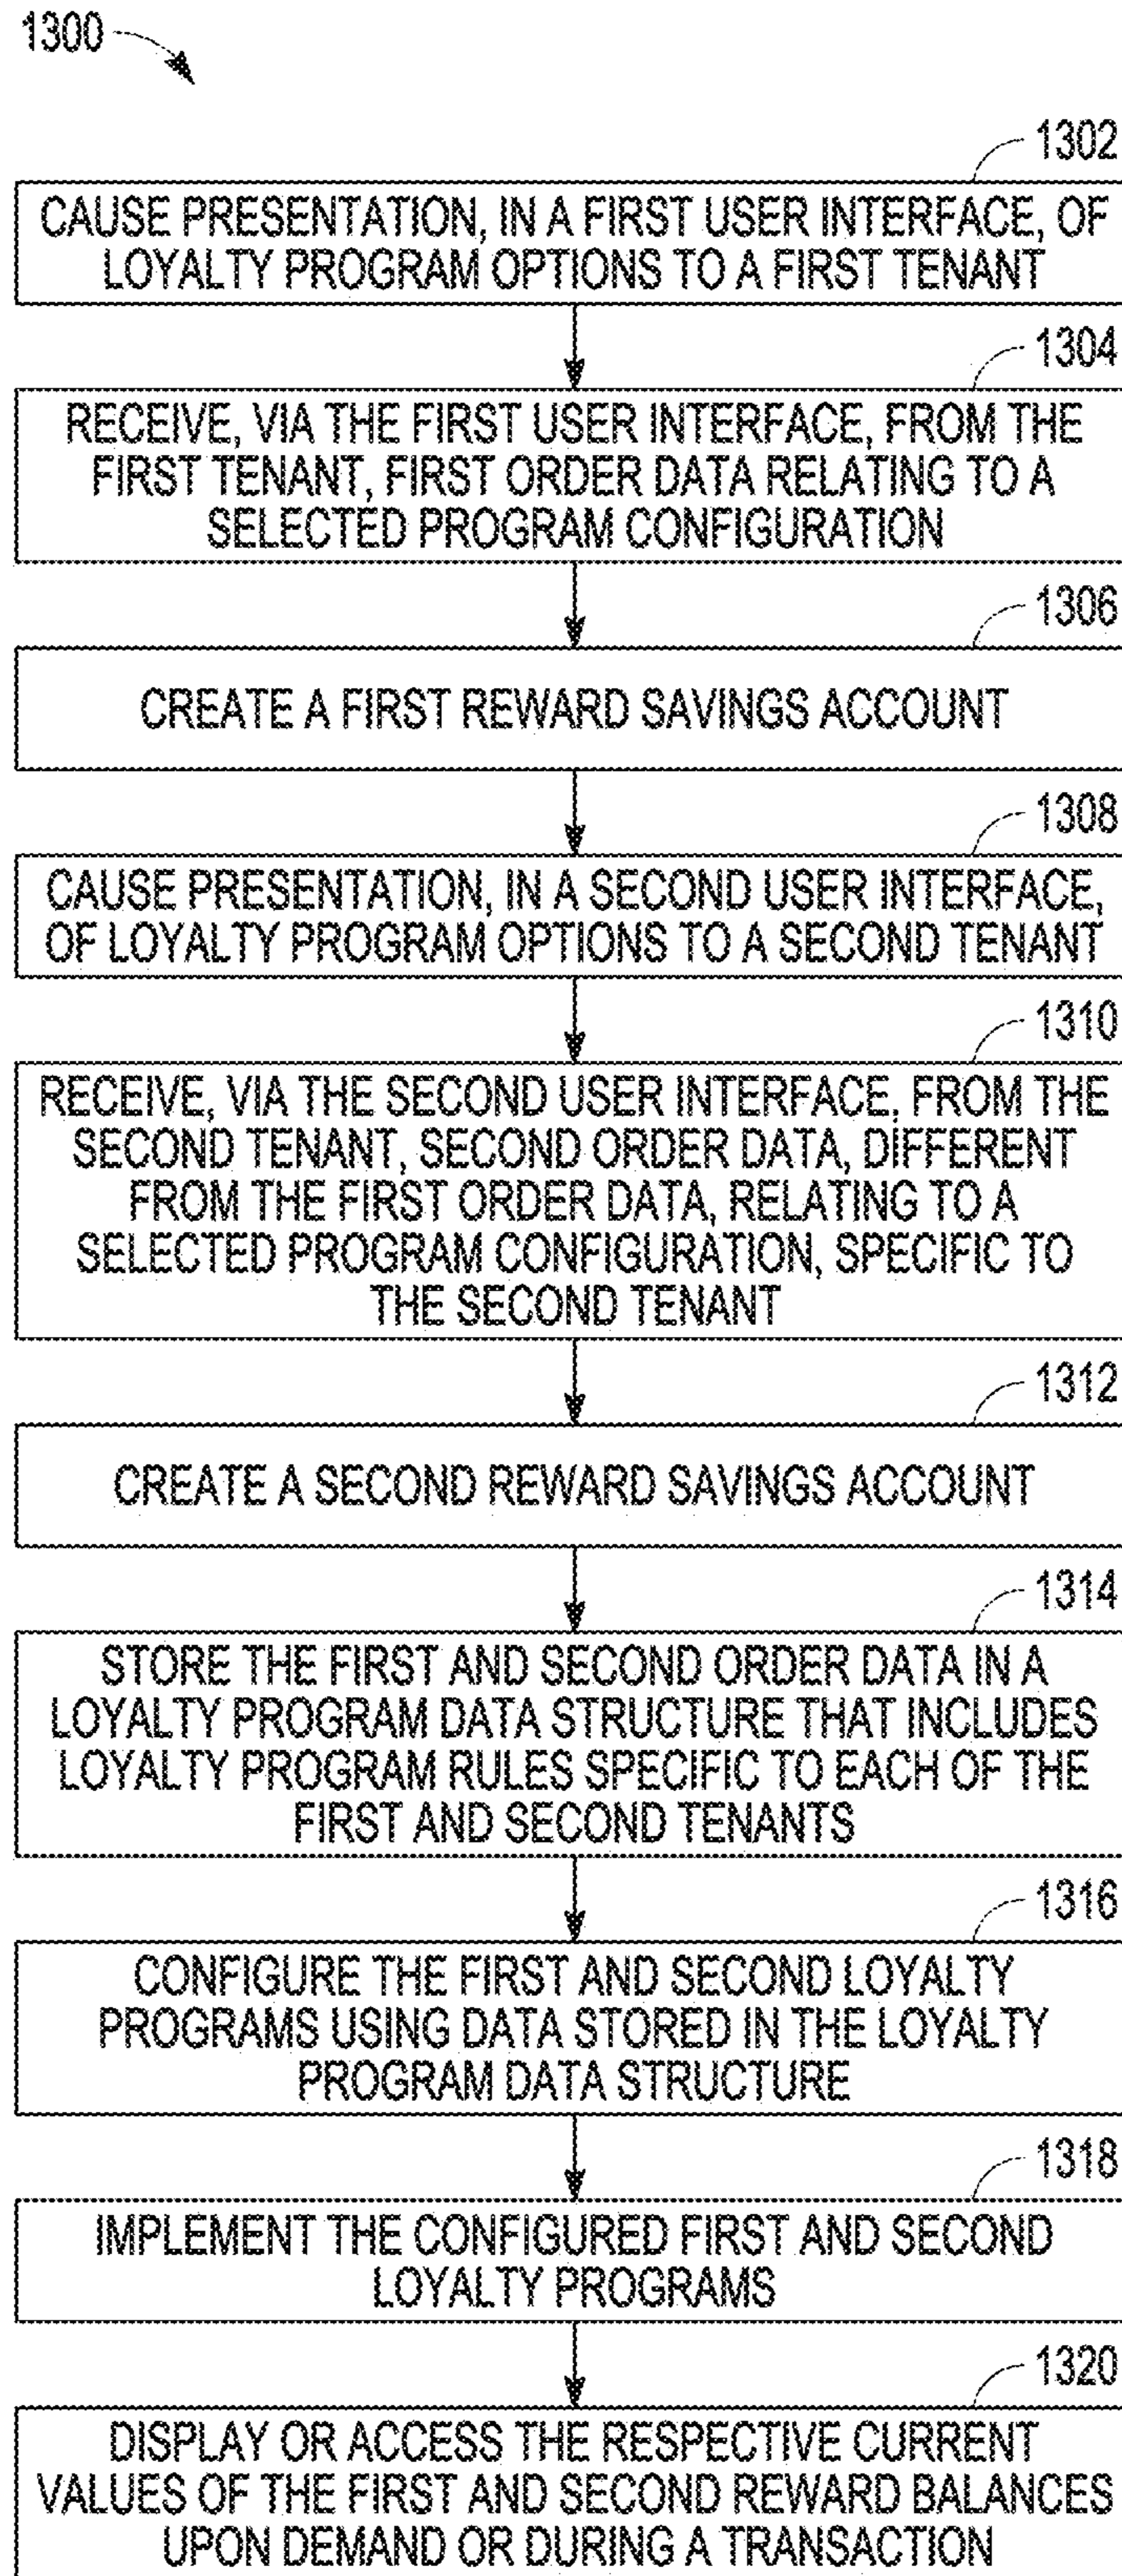 1300
1302
CAUSE PRESENTATION, IN A FIRST USER INTERFACE, OF
LOYALTY PROGRAM OPTIONS TO A FIRST TENANT
1304
RECEIVE, VIA THE FIRST USER INTERFACE, FROM THE
FIRST TENANT, FIRST ORDER DATA RELATING TO A
SELECTED PROGRAM CONFIGURATION
1306
CREATE A FIRST REWARD SAVINGS ACCOUNT
1308
CAUSE PRESENTATION, IN A SECOND USER INTERFACE,
OF LOYALTY PROGRAM OPTIONS TO A SECOND TENANT
1310
RECEIVE, VIA THE SECOND USER INTERFACE, FROM THE
SECOND TENANT, SECOND ORDER DATA, DIFFERENT
FROM THE FIRST ORDER DATA, RELATING TO A
SELECTED PROGRAM CONFIGURATION, SPECIFIC TO
THE SECOND TENANT
1312
CREATE A SECOND REWARD SAVINGS ACCOUNT
1314
STORE THE FIRST AND SECOND ORDER DATA IN A
LOYALTY PROGRAM DATA STRUCTURE THAT INCLUDES
LOYALTY PROGRAM RULES SPECIFIC TO EACH OF THE
FIRST AND SECOND TENANTS
1316
CONFIGURE THE FIRST AND SECOND LOYALTY
PROGRAMS USING DATA STORED IN THE LOYALTY
PROGRAM DATA STRUCTURE
1318
IMPLEMENT THE CONFIGURED FIRST AND SECOND
LOYALTY PROGRAMS
1320
DISPLAY OR ACCESS THE RESPECTIVE CURRENT
VALUES OF THE FIRST AND SECOND REWARD BALANCES
UPON DEMAND OR DURING A TRANSACTION